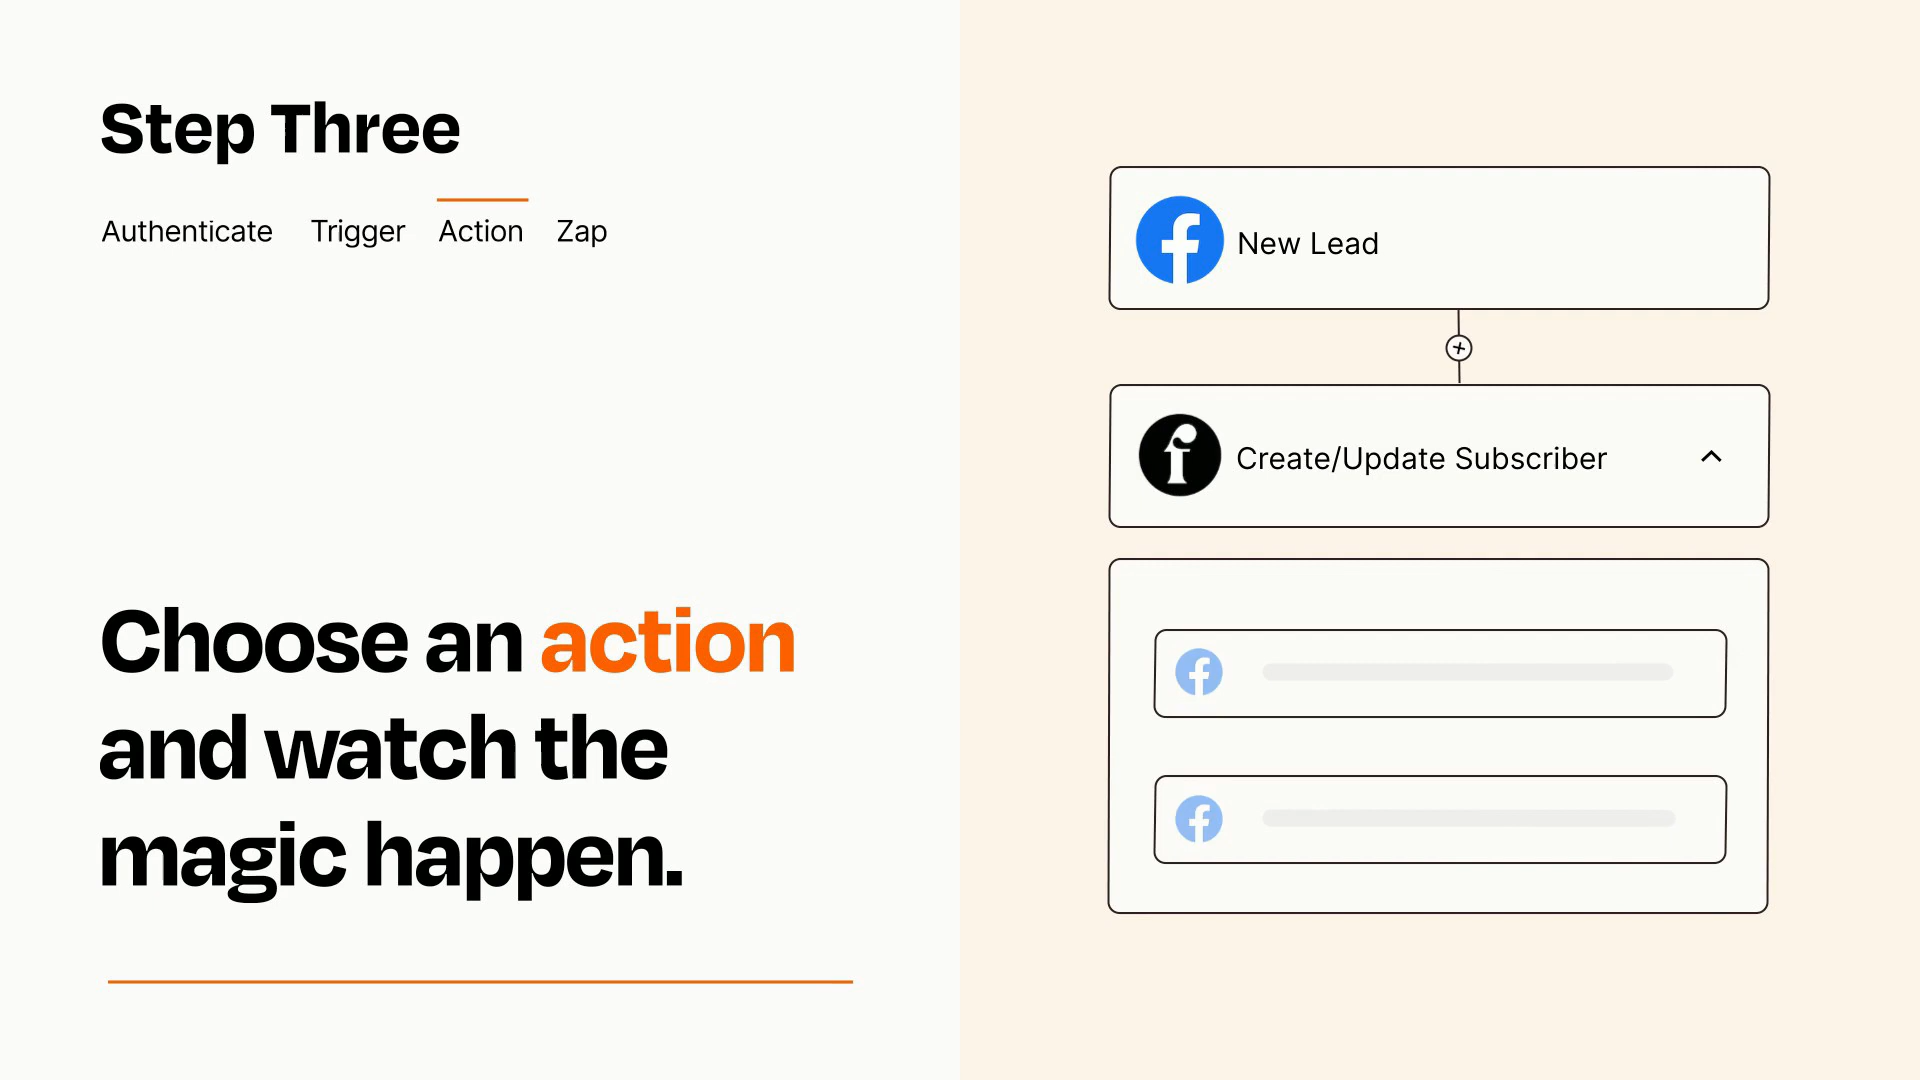 Step Three
Authenticate Trigger Action Zap
Choose an action
and watch the
magic happen.
New Lead
Create/Update Subscriber